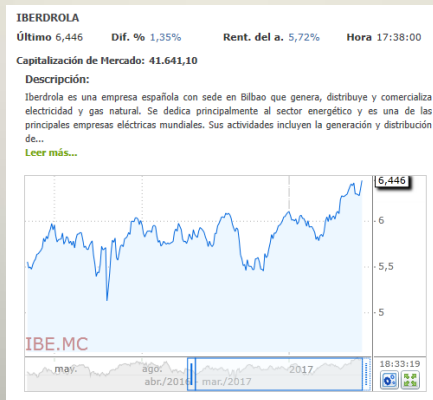 IBERDROLA
Último 6,446 Dif. % 1,35% Rent. del a. 5,72% Hora 17:38:00
Capitalización de Mercado: 41.641,10
Descripción:
Iberdrola es una empresa española con sede en Bilbao que genera, distribuye y comercializa
electricidad y gas natural. Se dedica principalmente al sector energético y es una de las
principales empresas eléctricas mundiales. Sus actividades incluyen la generación y distribución
de...
Leer más...
6,446
6
5,5
5
IBE.MC
may. ago. 2017
abr./2016 - mar./2017
18:33:19